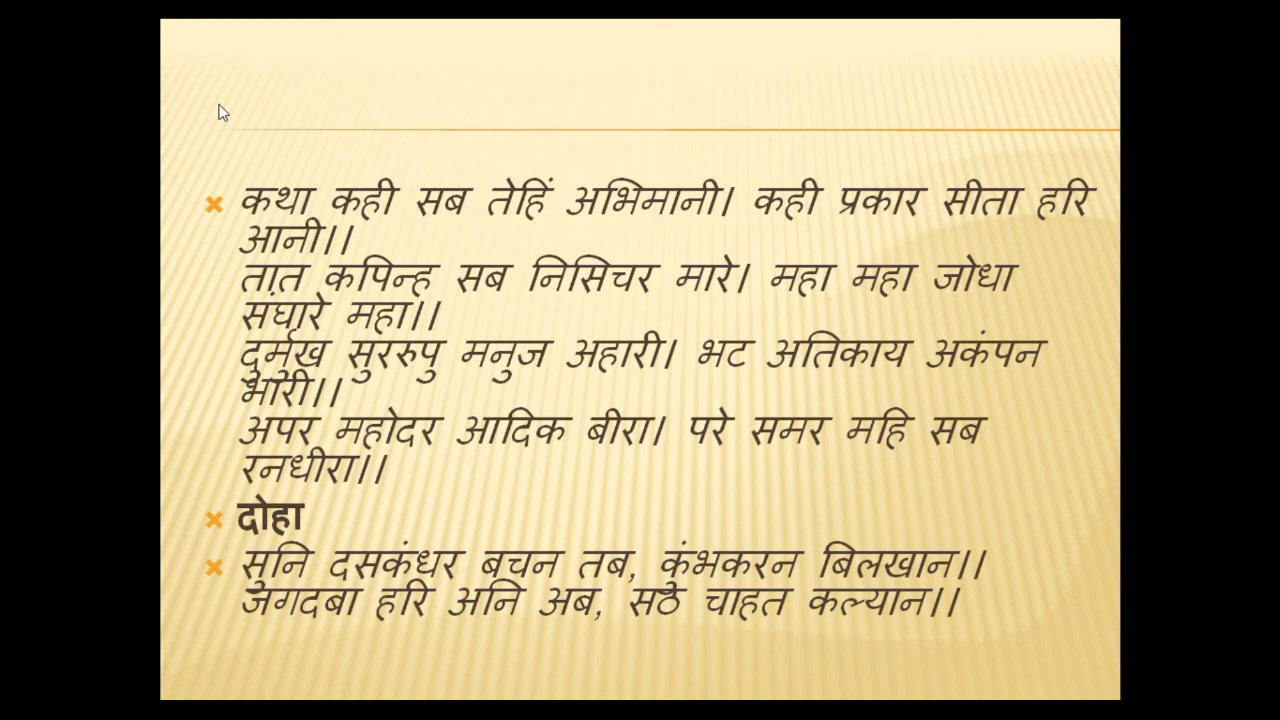 कथा कही सब तेहिं अभिमानी। कही प्रकार सीता हरि
आनी।।
तात कपिन्ह सब निसिचर मारे। महा महा जोधा
संघारे महा।।
दुर्मुख सुररुपु मनुज अहारी। भट अतिकाय अकंपन
भारी।।
अपर महोदर आदिक बीरा। परे समर महि सब
रनधीरा।।
दोहा
सुनि दसकंधर बचन तब, कुंभकरन बिलखान।।
जगदबा हरि अनि अब, सठ चाहत कल्यान।।